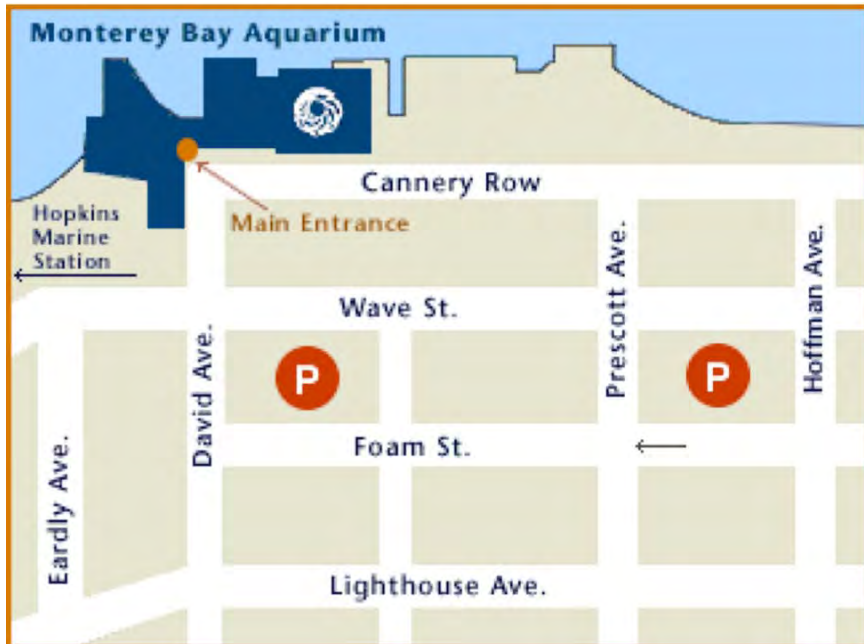 Monterey Bay Aquarium
Cannery Row
Main Entrance
Hopkins
Marine
Station
Wave St.
Prescott Ave.
Hoffman Ave.
P
P
David Ave.
Foam St.
Eardly Ave.
Lighthouse Ave.